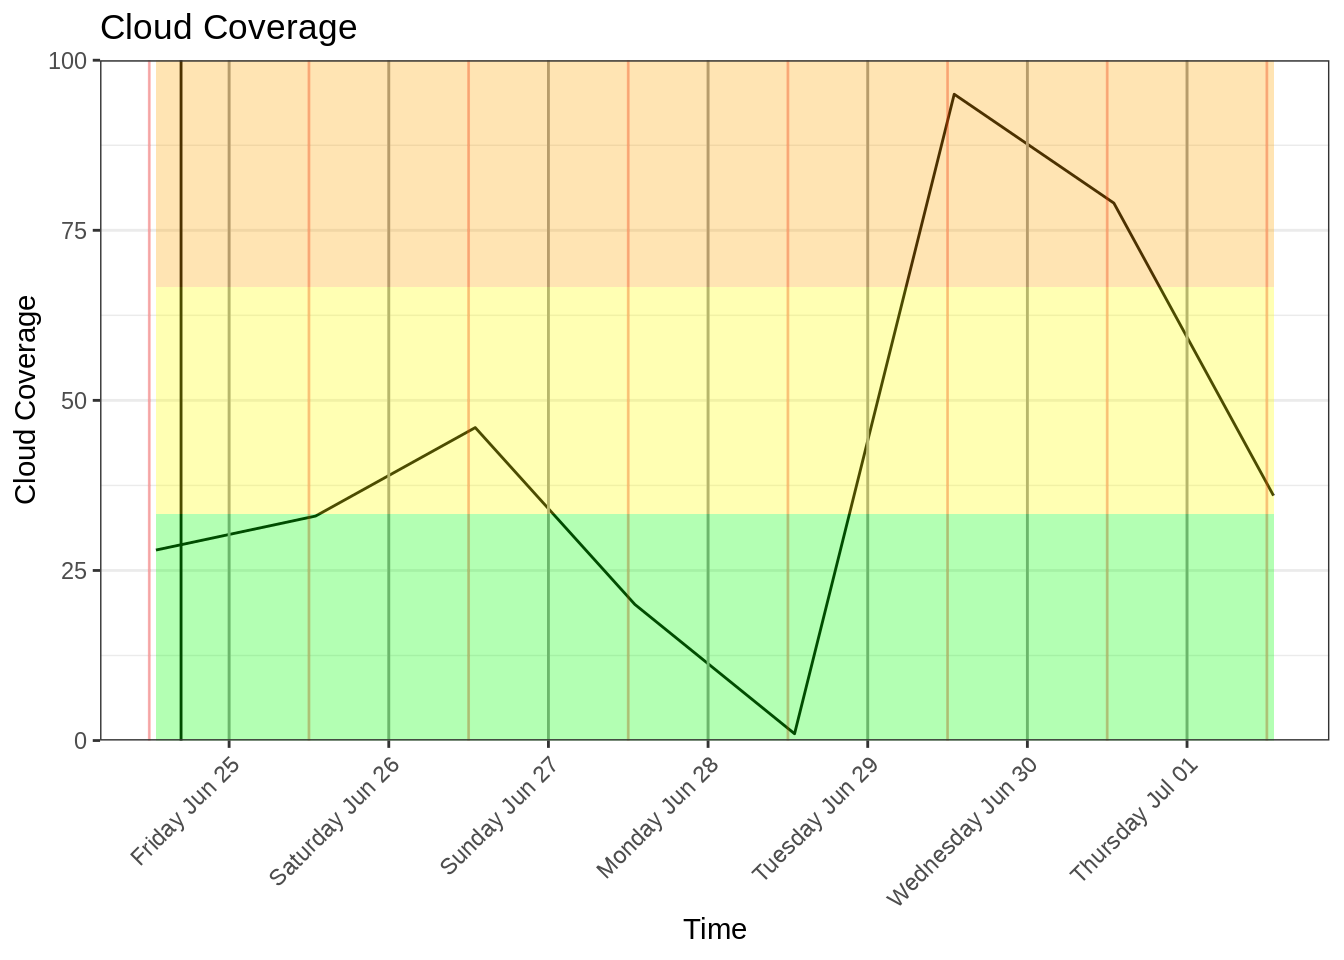 Cloud Coverage
100
75
50
25
0
Cloud Coverage
Friday Jun 25
Saturday Jun 26
Sunday Jun 27
Monday Jun 28
Tuesday Jun 29
Wednesday Jun 30
Thursday Jul 01
Time